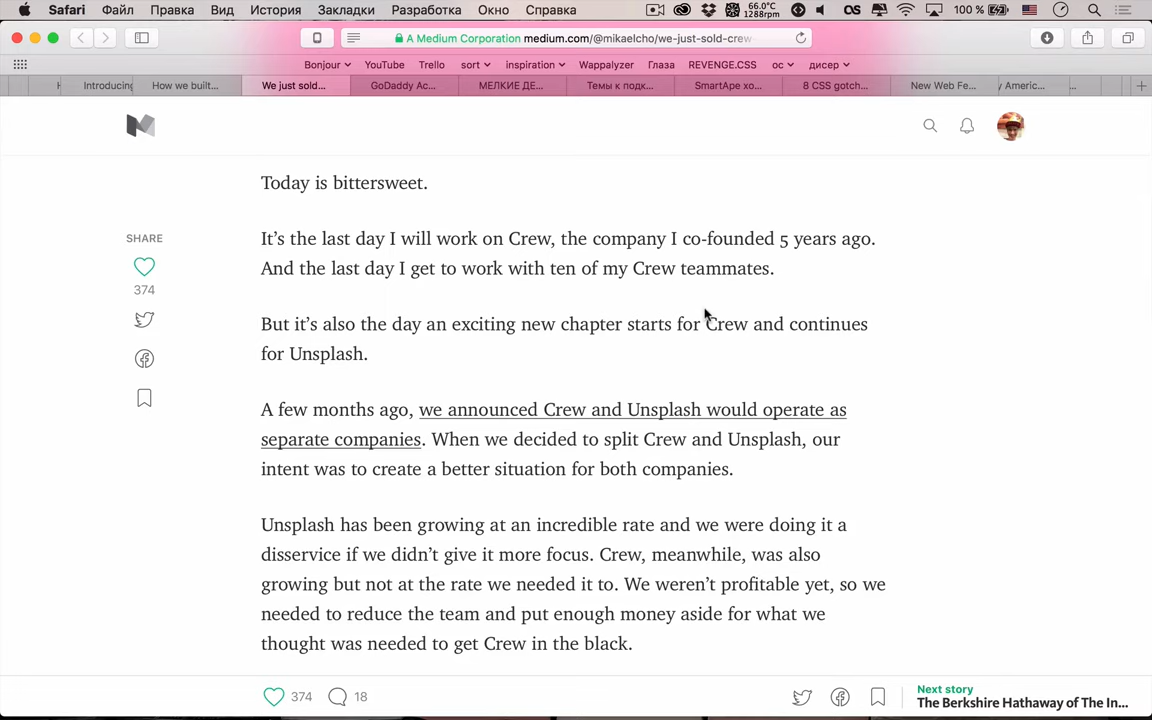 Safari Файл Правка Вид История Закладки Разработка Окно Справка 66.0°C 1288rpm OS 100 %
A Medium Corporation medium.com/@mikaelcho/we-just-sold-crew-
Bonjour YouTube Trello sort inspiration Wappalyzer Глаза REVENGE.CSS ос дисер
Introducing How we built... We just sold... GoDaddy Ac... МЕЛКИЕ ДЕ... Темы к подк... SmartApe хо... 8 CSS gotch... New Web Fe... y Americ...
Today is bittersweet.
SHARE
374
It’s the last day I will work on Crew, the company I co-founded 5 years ago.
And the last day I get to work with ten of my Crew teammates.
But it’s also the day an exciting new chapter starts for Crew and continues
for Unsplash.
A few months ago, we announced Crew and Unsplash would operate as
separate companies. When we decided to split Crew and Unsplash, our
intent was to create a better situation for both companies.
Unsplash has been growing at an incredible rate and we were doing it a
disservice if we didn’t give it more focus. Crew, meanwhile, was also
growing but not at the rate we needed it to. We weren’t profitable yet, so we
needed to reduce the team and put enough money aside for what we
thought was needed to get Crew in the black.
374 18
Next story
The Berkshire Hathaway of The In...